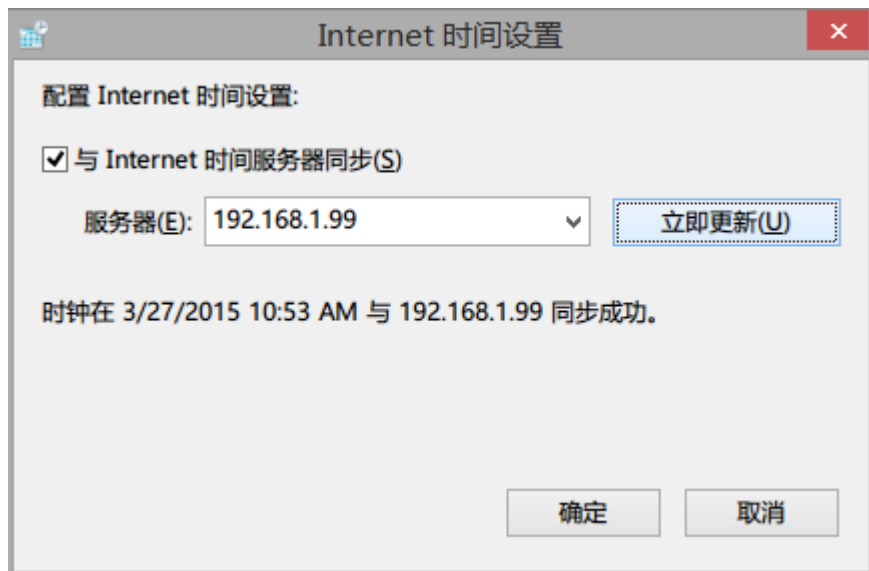 Internet 时间设置
配置 Internet 时间设置:
与 Internet 时间服务器同步(S)
服务器(E): 192.168.1.99 立即更新(U)
时钟在 3/27/2015 10:53 AM 与 192.168.1.99 同步成功。
确定 取消